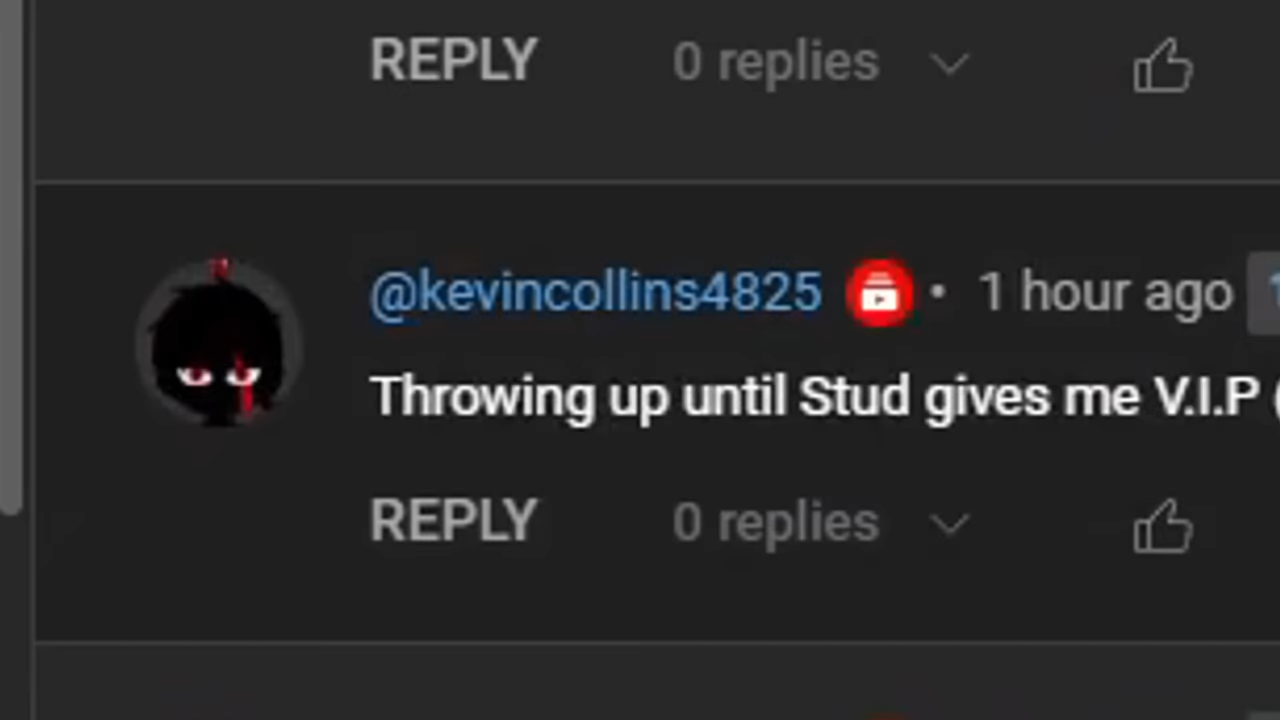 REPLY 0 replies
@kevincollins4825 • 1 hour ago
Throwing up until Stud gives me V.I.P
REPLY 0 replies